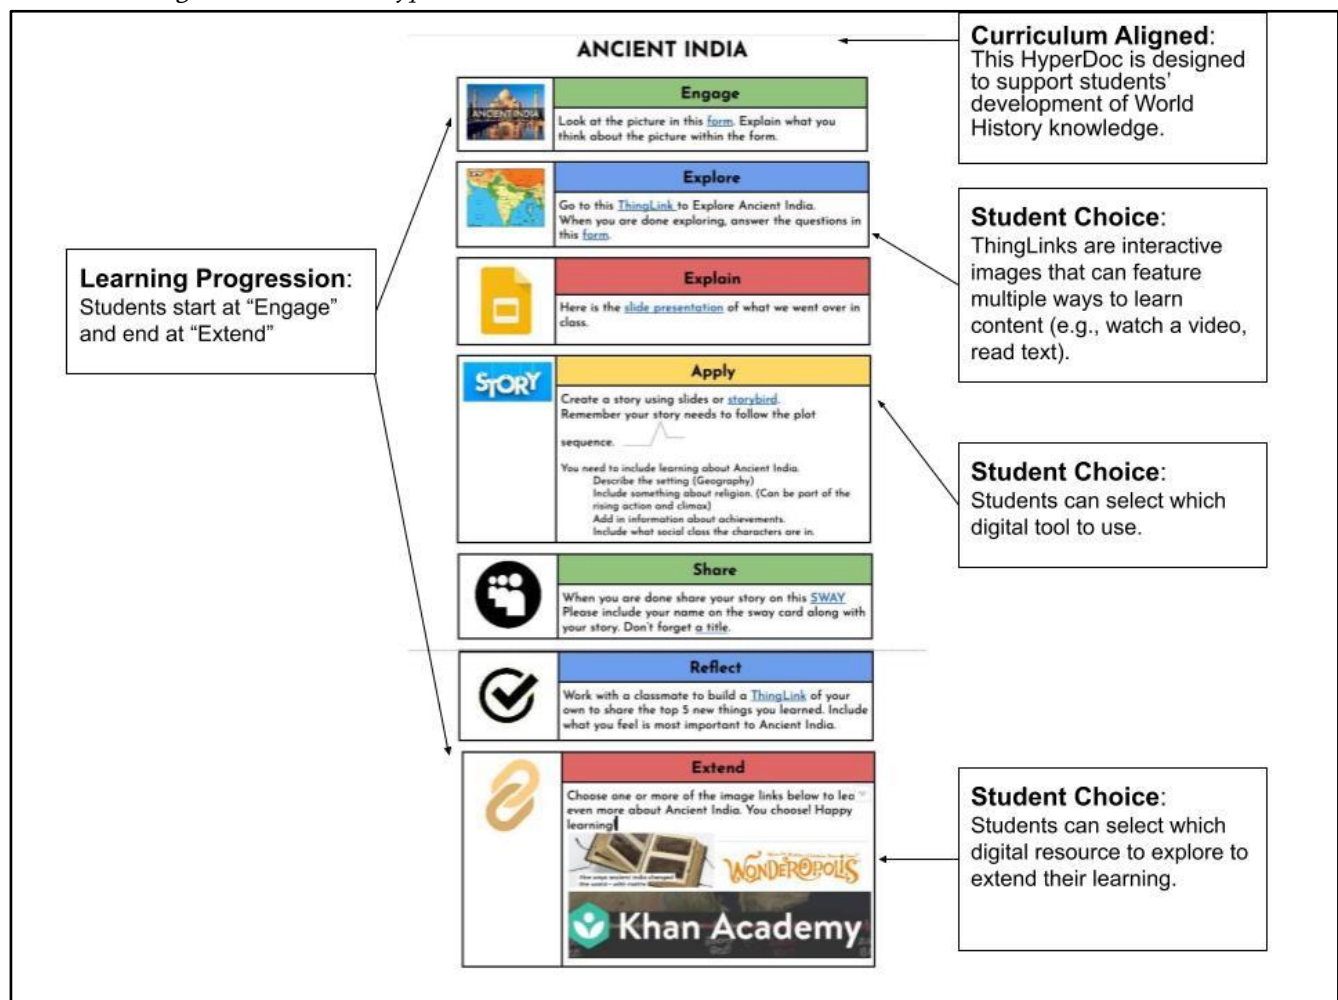 ANCIENT INDIA
ANCIENT INDIA
Engage
Look at the picture in this form. Explain what you
think about the picture within the form.
Explore
Go to this ThingLink to Explore Ancient India.
When you are done exploring, answer the questions in
this form.
Explain
Here is the slide presentation of what we went over in
class.
STORY
Apply
Create a story using slides or storybird.
Remember your story needs to follow the plot
sequence.
You need to include learning about Ancient India.
Describe the setting (Geography)
Include something about religion. (Can be part of the
rising action and climax)
Add in information about achievements.
Include what social class the characters are in.
Share
When you are done share your story on this SWAY
Please include your name on the sway card along with
your story. Don't forget a title.
Reflect
Work with a classmate to build a ThingLink of your
own to share the top 5 new things you learned. Include
what you feel is most important to Ancient India.
Extend
Choose one or more of the image links below to lea
even more about Ancient India. You choose! Happy
learning!
Five ways ancient India changed
the world – with maths
WONDEROPOLIS
Khan Academy
Learning Progression:
Students start at “Engage”
and end at “Extend”
Curriculum Aligned:
This HyperDoc is designed
to support students’
development of World
History knowledge.
Student Choice:
ThingLinks are interactive
images that can feature
multiple ways to learn
content (e.g., watch a video,
read text).
Student Choice:
Students can select which
digital tool to use.
Student Choice:
Students can select which
digital resource to explore to
extend their learning.